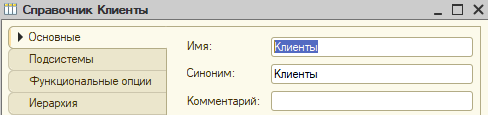 Справочник Клиенты
Основные
Подсистемы
Функциональные опции
Иерархия
Имя: Клиенты
Синоним: Клиенты
Комментарий: